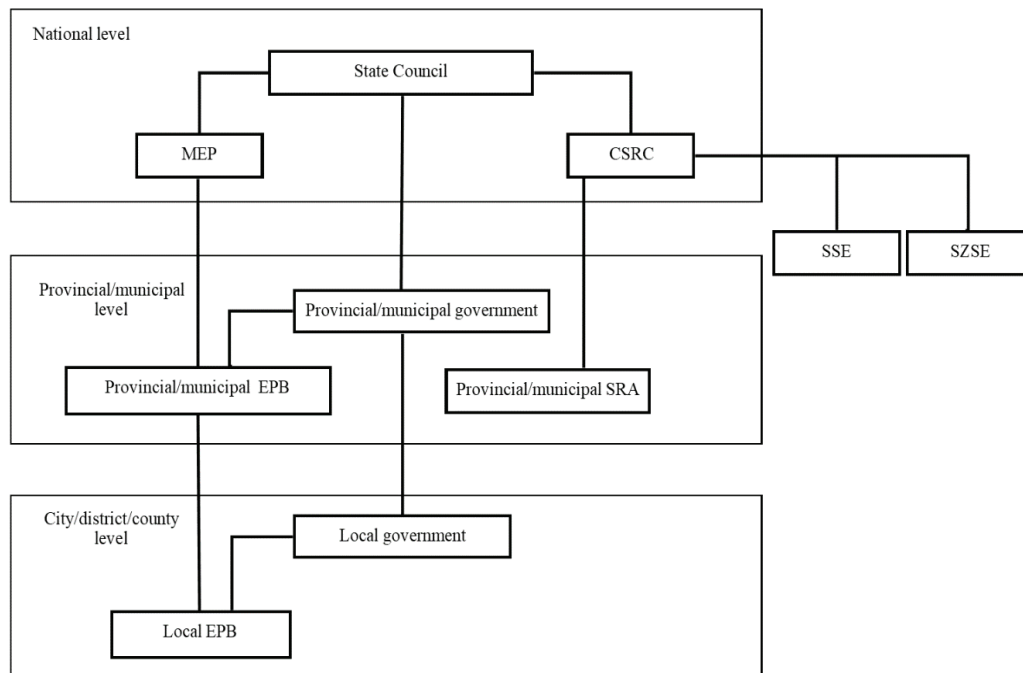 National level
State Council
MEP
CSRC
SSE
SZSE
Provincial/municipal
level
Provincial/municipal government
Provincial/municipal EPB
Provincial/municipal SRA
City/district/county
level
Local government
Local EPB